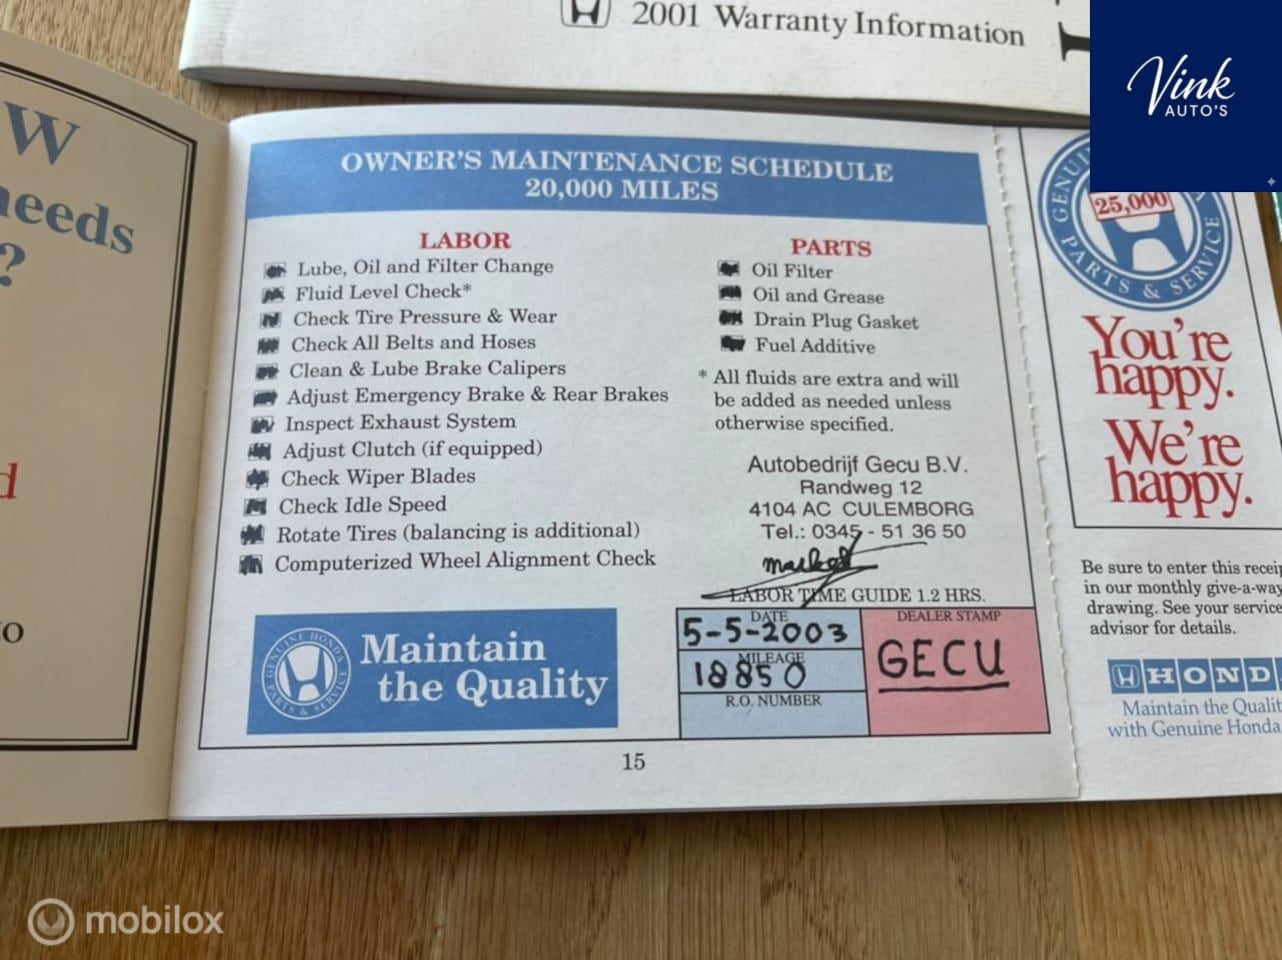 2001 Warranty Information
Vink
AUTO'S
W
needs
?
OWNER'S MAINTENANCE SCHEDULE
20,000 MILES
LABOR
Lube, Oil and Filter Change
Fluid Level Check*
Check Tire Pressure & Wear
Check All Belts and Hoses
Clean & Lube Brake Calipers
Adjust Emergency Brake & Rear Brakes
Inspect Exhaust System
Adjust Clutch (if equipped)
Check Wiper Blades
Check Idle Speed
Rotate Tires (balancing is additional)
Computerized Wheel Alignment Check
PARTS
Oil Filter
Oil and Grease
Drain Plug Gasket
Fuel Additive
* All fluids are extra and will
be added as needed unless
otherwise specified.
Autobedrijf Gecu B.V.
Randweg 12
4104 AC CULEMBORG
Tel.: 0345 - 51 36 50
LABOR TIME GUIDE 1.2 HRS.
DATE
5-5-2003
MILEAGE
18850
R.O. NUMBER
DEALER STAMP
GECU
GENUINE HONDA
PARTS & SERVICE
Maintain
the Quality
15
25,000
PARTS & SERVICE
You're
happy.
We're
happy.
Be sure to enter this receip
in our monthly give-a-way
drawing. See your service
advisor for details.
HOND
Maintain the Qualit
with Genuine Honda
mobilox